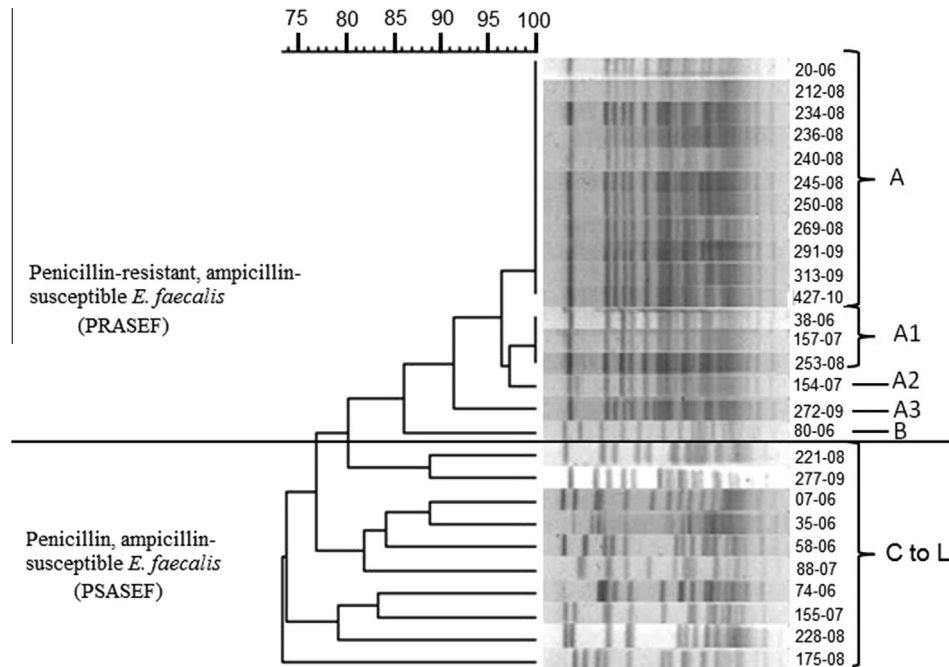 75 80 85 90 95 100
20-06
212-08
234-08
236-08
240-08
245-08
250-08
269-08
291-09
313-09
427-10
A
38-06
157-07
253-08
A1
154-07
A2
272-09
A3
80-06
B
Penicillin-resistant, ampicillin-
susceptible E. faecalis
(PRASEF)
221-08
277-09
07-06
35-06
58-06
88-07
74-06
155-07
228-08
175-08
C to L
Penicillin, ampicillin-
susceptible E. faecalis
(PSASEF)